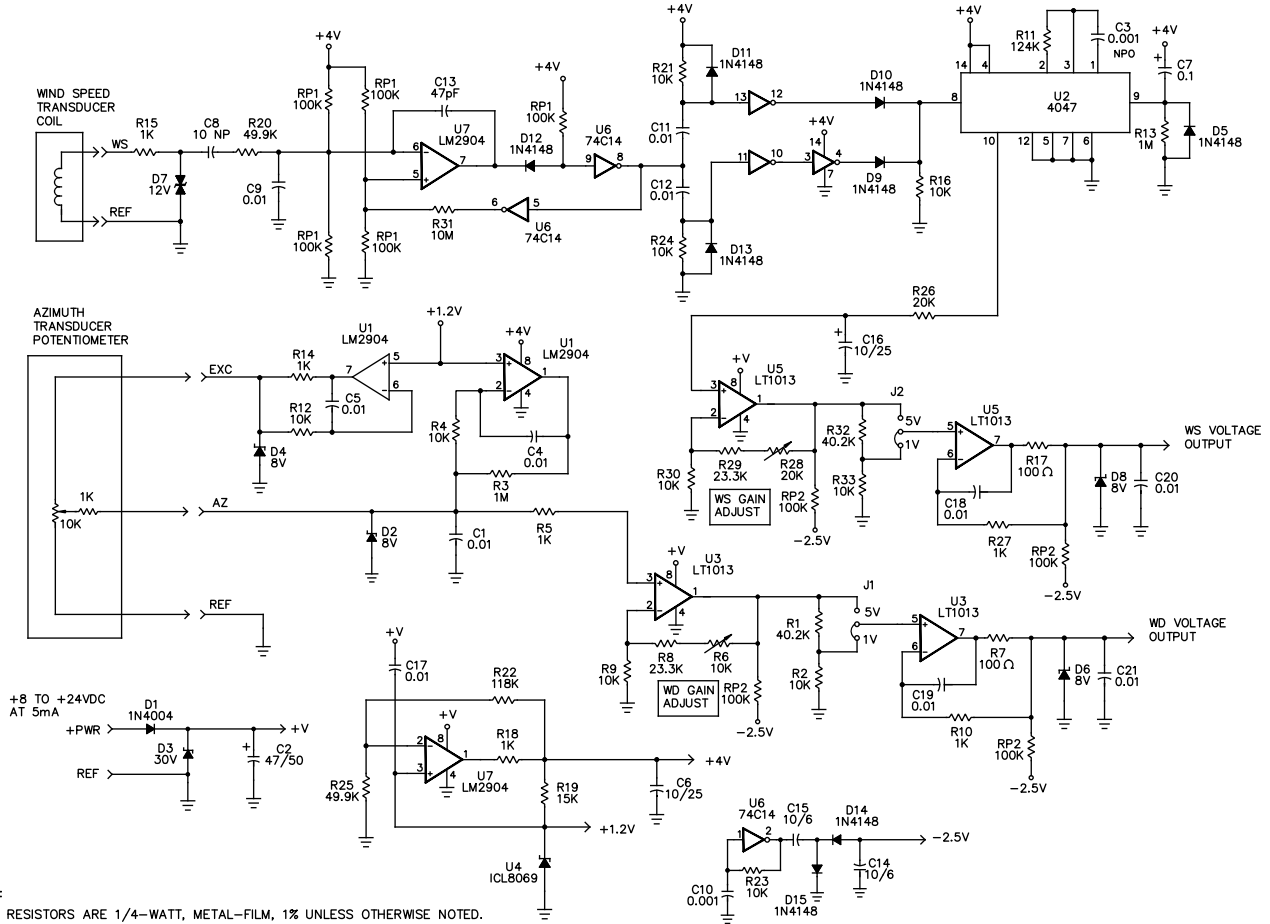 WIND SPEED
TRANSDUCER
COIL
WS
REF
R15
1K
D7
12V
C8
10 NP
R20
49.9K
C9
0.01
+4V
RP1
100K
RP1
100K
RP1
100K
RP1
100K
C13
47pF
U7
LM2904
6
5
7
D12
1N4148
+4V
RP1
100K
U6
74C14
9
8
R31
10M
6
5
U6
74C14
+4V
R21
10K
D11
1N4148
C11
0.01
C12
0.01
R24
10K
D13
1N4148
13
12
11
10
14
3
4
7
D10
1N4148
D9
1N4148
R16
10K
+4V
14
4
R11
124K
C3
0.001
NPO
2
3
1
U2
4047
8
9
10
12
5
7
6
+4V
C7
0.1
R13
1M
D5
1N4148
AZIMUTH
TRANSDUCER
POTENTIOMETER
EXC
AZ
REF
1K
10K
R14
1K
R12
10K
C5
0.01
D4
8V
U1
LM2904
7
5
6
+1.2V
+4V
U1
LM2904
3
2
8
4
1
R4
10K
C4
0.01
R3
1M
D2
8V
C1
0.01
R5
1K
R26
20K
C16
10/25
+V
U5
LT1013
3
2
8
4
1
R30
10K
R29
23.3K
R28
20K
WS GAIN
ADJUST
RP2
100K
-2.5V
R32
40.2K
R33
10K
J2
5V
1V
U5
LT1013
5
6
7
C18
0.01
R17
100Ω
R27
1K
RP2
100K
-2.5V
D8
8V
C20
0.01
WS VOLTAGE
OUTPUT
+V
U3
LT1013
3
2
8
4
1
R9
10K
R8
23.3K
R6
10K
WD GAIN
ADJUST
RP2
100K
-2.5V
R1
40.2K
R2
10K
J1
5V
1V
U3
LT1013
5
6
7
C19
0.01
R7
100Ω
R10
1K
RP2
100K
-2.5V
D6
8V
C21
0.01
WD VOLTAGE
OUTPUT
+8 TO +24VDC
AT 5mA
+PWR
REF
D1
1N4004
D3
30V
C2
47/50
+V
+V
C17
0.01
R22
118K
+V
2
3
8
4
1
U7
LM2904
R18
1K
R25
49.9K
R19
15K
C6
10/25
+4V
+1.2V
U4
ICL8069
U6
74C14
1
2
C15
10/6
D14
1N4148
-2.5V
R23
10K
C10
0.001
D15
1N4148
C14
10/6
RESISTORS ARE 1/4-WATT, METAL-FILM, 1% UNLESS OTHERWISE NOTED.